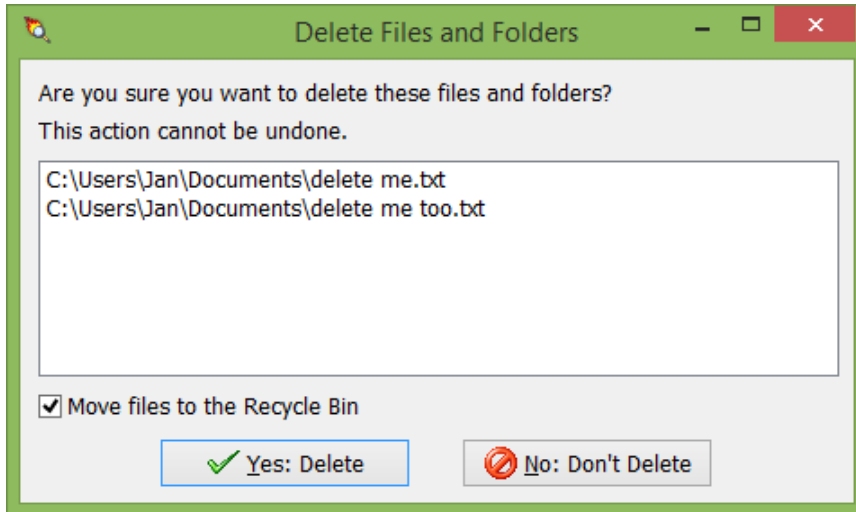 Delete Files and Folders
Are you sure you want to delete these files and folders?
This action cannot be undone.
C:\Users\Jan\Documents\delete me.txt
C:\Users\Jan\Documents\delete me too.txt
Move files to the Recycle Bin
Yes: Delete
No: Don't Delete